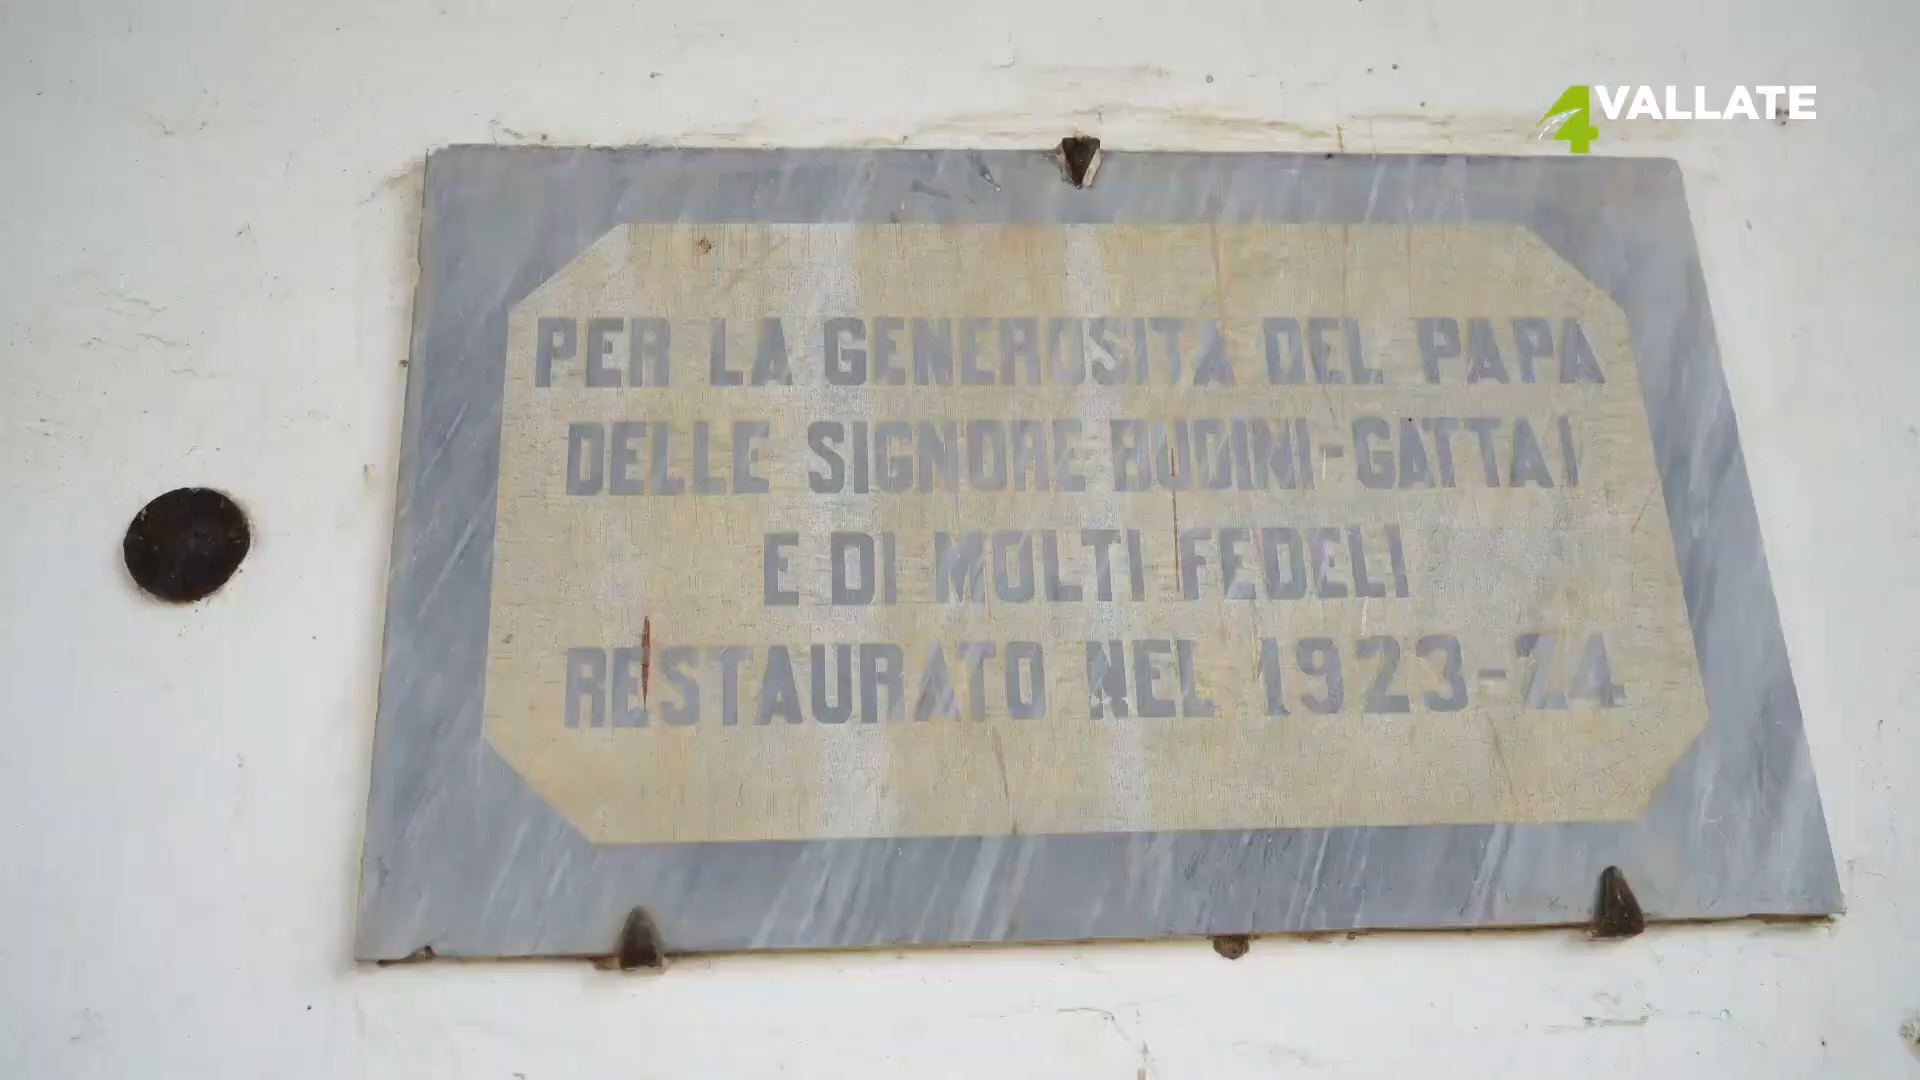 4VALLATE
PER LA GENEROSITÀ DEL PAPA
DELLE SIGNORE BUDINI-GATTAI
E DI MOLTI FEDELI
RESTAURATO NEL 1923-24